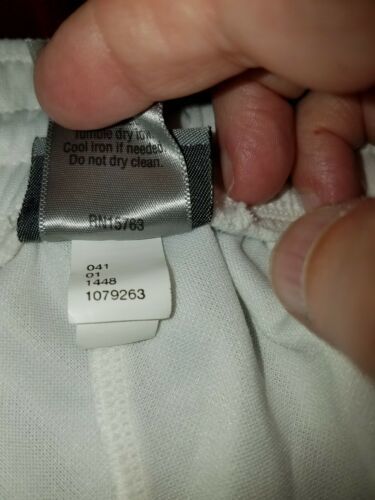 Tumble dry low.
Cool iron if needed.
Do not dry clean.
RN15763
041
01
1448
1079263